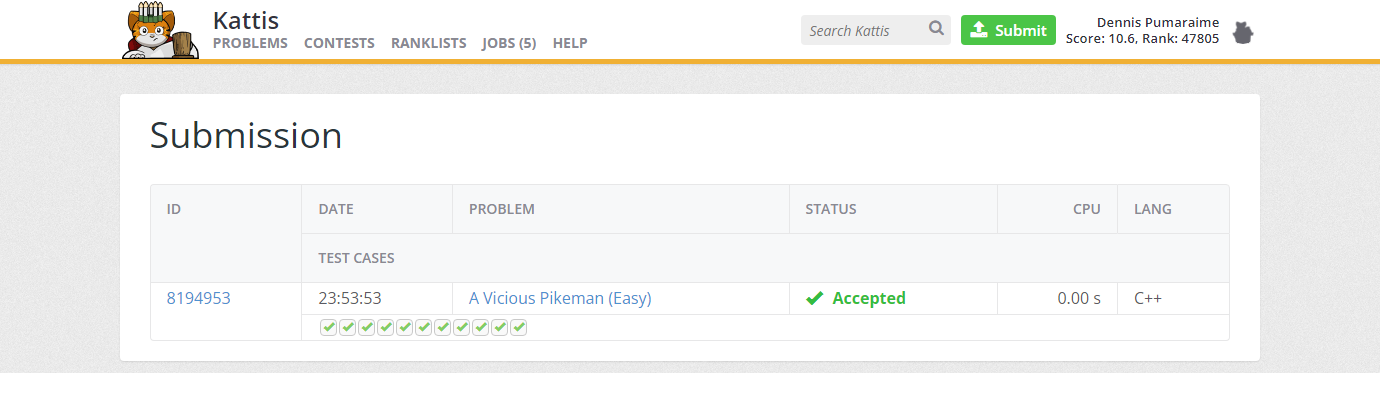 Kattis
PROBLEMS CONTESTS RANKLISTS JOBS (5) HELP
Search Kattis
Submit
Dennis Pumaraime
Score: 10.6, Rank: 47805
Submission
ID DATE PROBLEM STATUS CPU LANG
TEST CASES
8194953 23:53:53 A Vicious Pikeman (Easy) Accepted 0.00 s C++